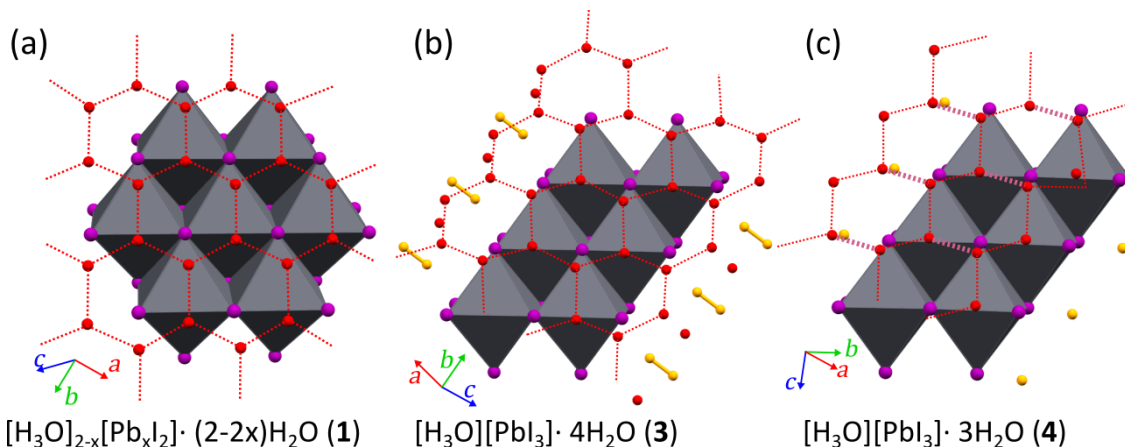 (a) (b) (c)
c b a
a b c
b a c
[H₃O]₂₋ₓ[PbₓI₂]· (2-2x)H₂O (1)
[H₃O][PbI₃]· 4H₂O (3)
[H₃O][PbI₃]· 3H₂O (4)